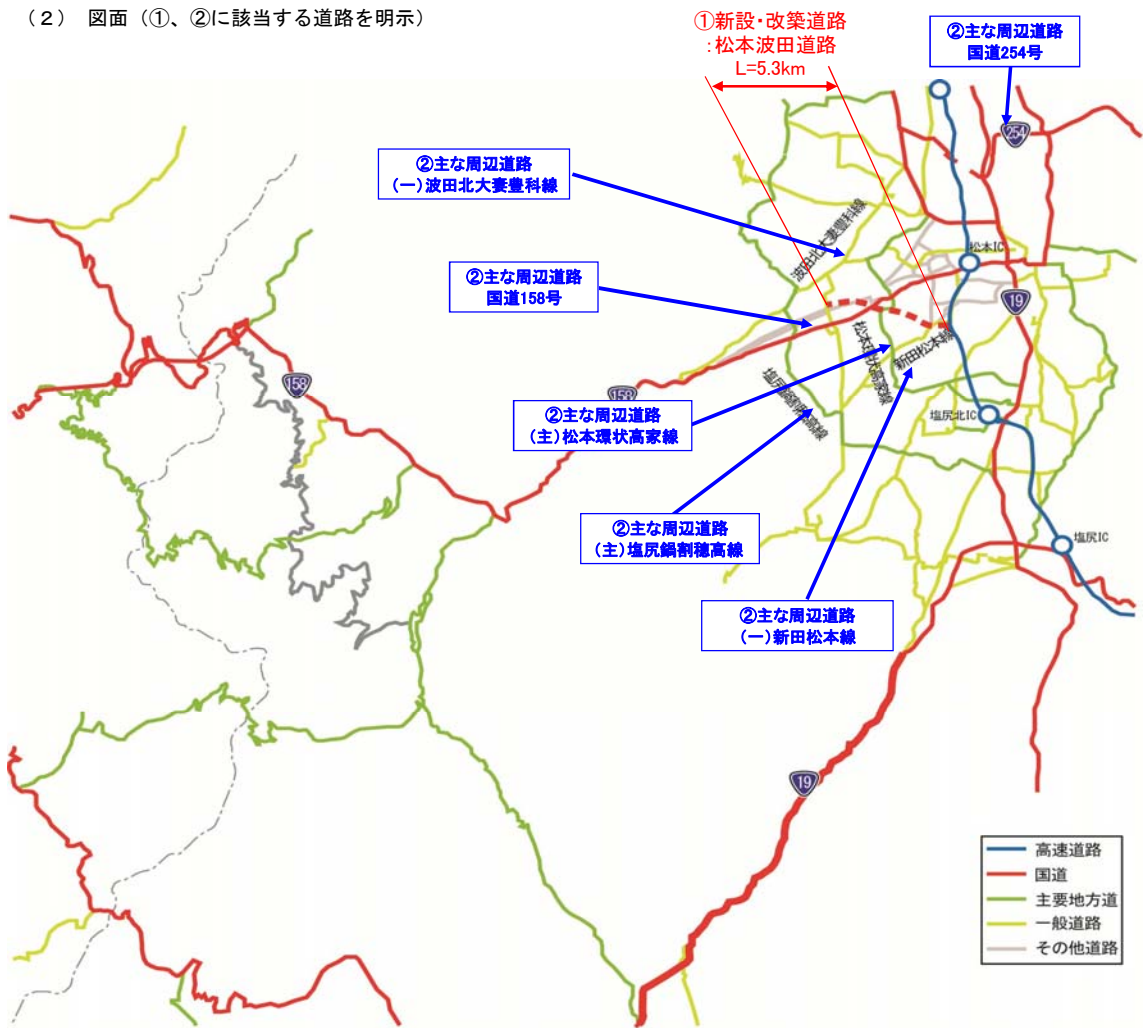 （２） 図面（①、②に該当する道路を明示）
①新設・改築道路
：松本波田道路
L=5.3km
②主な周辺道路
国道254号
254
②主な周辺道路
(一)波田北大妻豊科線
波田北大妻豊科線
松本IC
②主な周辺道路
国道158号
19
158
158
松本環状高家線
新田松本線
塩尻鍋割穂高線
②主な周辺道路
(主)松本環状高家線
塩尻北IC
②主な周辺道路
(主)塩尻鍋割穂高線
塩尻IC
②主な周辺道路
(一)新田松本線
19
高速道路
国道
主要地方道
一般道路
その他道路